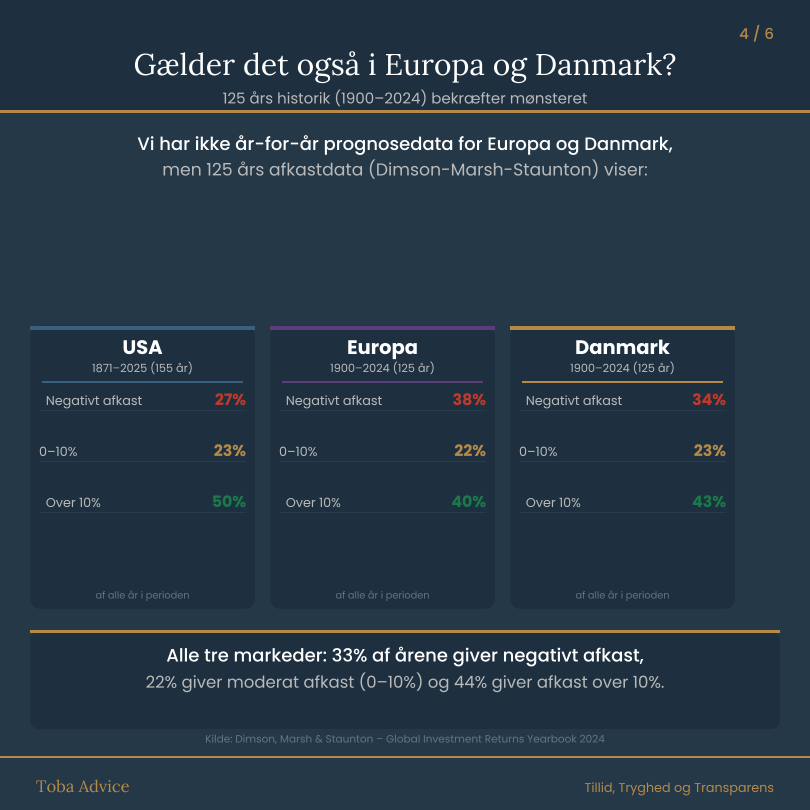 4 / 6
Gælder det også i Europa og Danmark?
125 års historik (1900–2024) bekræfter mønsteret
Vi har ikke år-for-år prognosedata for Europa og Danmark,
men 125 års afkastdata (Dimson-Marsh-Staunton) viser:
USA
1871–2025 (155 år)
Negativt afkast 27%
0–10% 23%
Over 10% 50%
af alle år i perioden
Europa
1900–2024 (125 år)
Negativt afkast 38%
0–10% 22%
Over 10% 40%
af alle år i perioden
Danmark
1900–2024 (125 år)
Negativt afkast 34%
0–10% 23%
Over 10% 43%
af alle år i perioden
Alle tre markeder: 33% af årene giver negativt afkast,
22% giver moderat afkast (0–10%) og 44% giver afkast over 10%.
Kilde: Dimson, Marsh & Staunton – Global Investment Returns Yearbook 2024
Toba Advice
Tillid, Tryghed og Transparens